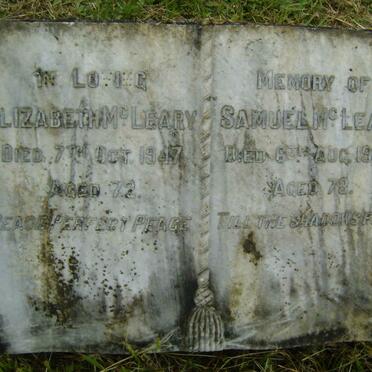 IN LOVING
ELIZABETH McLEARY
DIED 7TH OCT. 1947
AGED 72
PEACE PERFECT PEACE
MEMORY OF
SAMUEL McLEA
DIED 6TH AUG. 19
AGED 78.
TILL THE SHADOWS